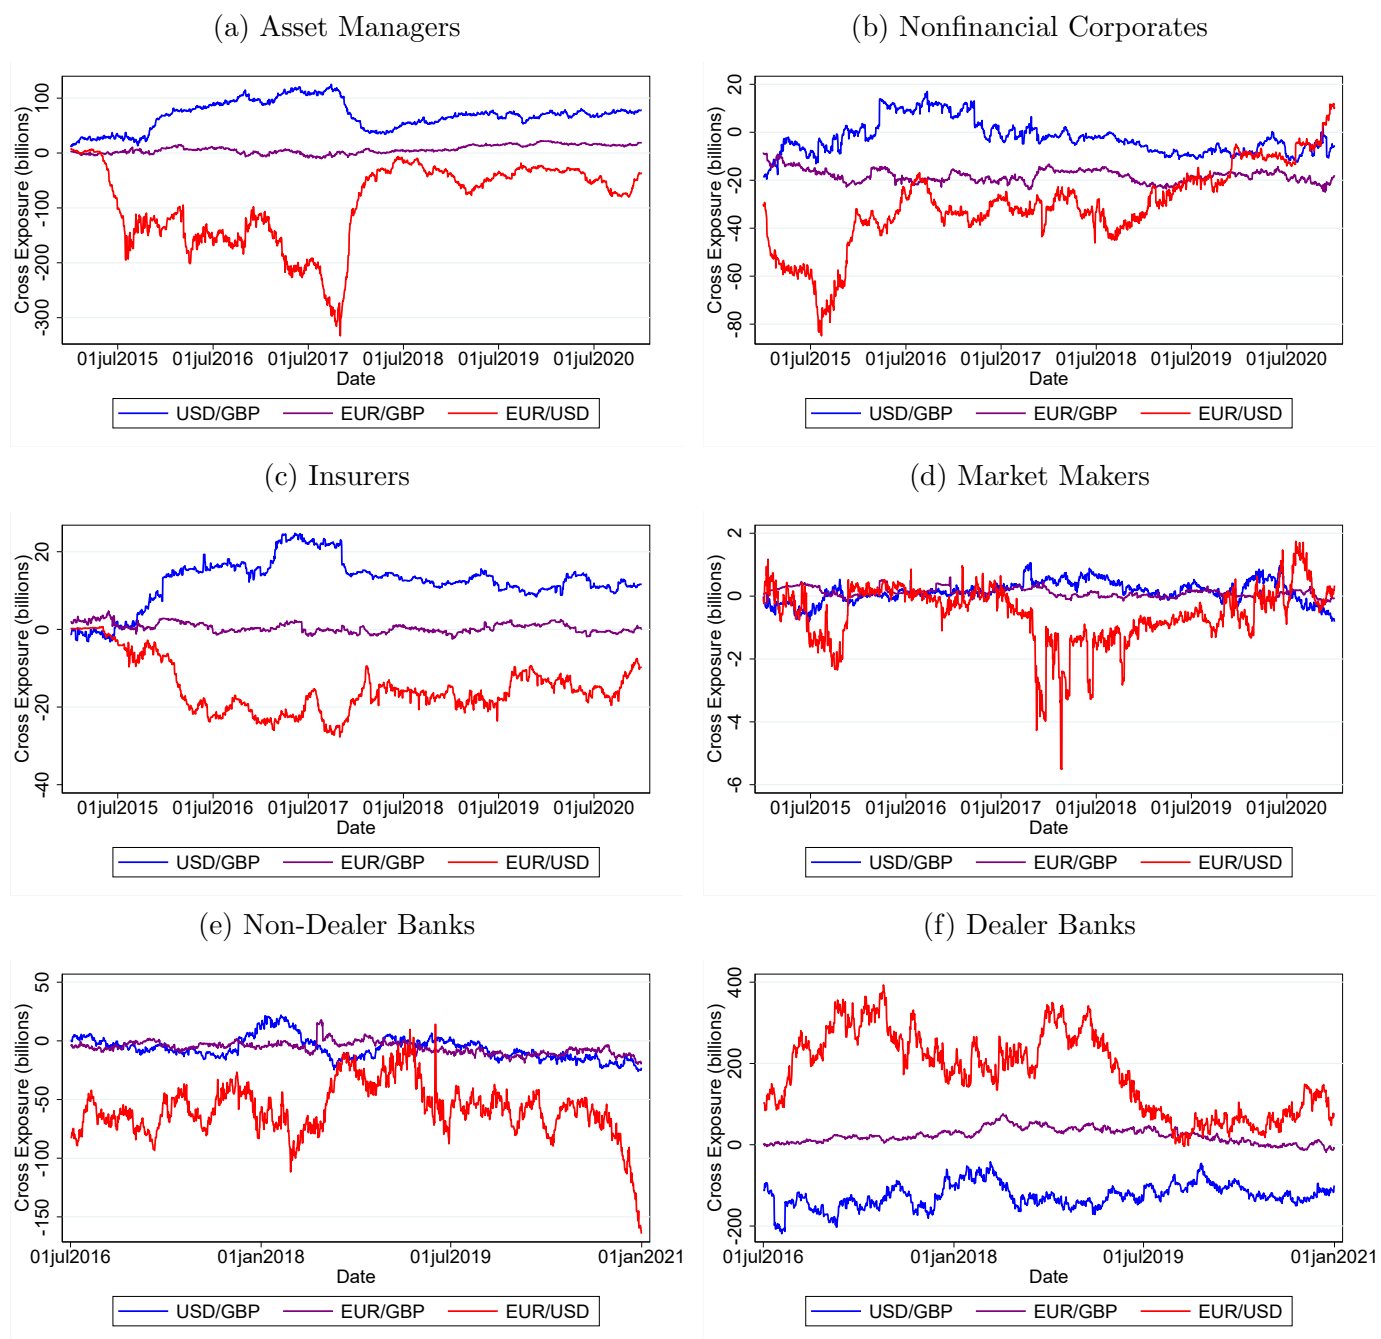 (a) Asset Managers
Cross Exposure (billions)
100
0
-100
-200
-300
01jul2015 01jul2016 01jul2017 01jul2018 01jul2019 01jul2020
Date
USD/GBP EUR/GBP EUR/USD
(b) Nonfinancial Corporates
Cross Exposure (billions)
20
0
-20
-40
-60
-80
01jul2015 01jul2016 01jul2017 01jul2018 01jul2019 01jul2020
Date
USD/GBP EUR/GBP EUR/USD
(c) Insurers
Cross Exposure (billions)
20
0
-20
-40
01jul2015 01jul2016 01jul2017 01jul2018 01jul2019 01jul2020
Date
USD/GBP EUR/GBP EUR/USD
(d) Market Makers
Cross Exposure (billions)
2
0
-2
-4
-6
01jul2015 01jul2016 01jul2017 01jul2018 01jul2019 01jul2020
Date
USD/GBP EUR/GBP EUR/USD
(e) Non-Dealer Banks
Cross Exposure (billions)
50
0
-50
-100
-150
01jul2016 01jan2018 01jul2019 01jan2021
Date
USD/GBP EUR/GBP EUR/USD
(f) Dealer Banks
Cross Exposure (billions)
400
200
0
-200
01jul2016 01jan2018 01jul2019 01jan2021
Date
USD/GBP EUR/GBP EUR/USD